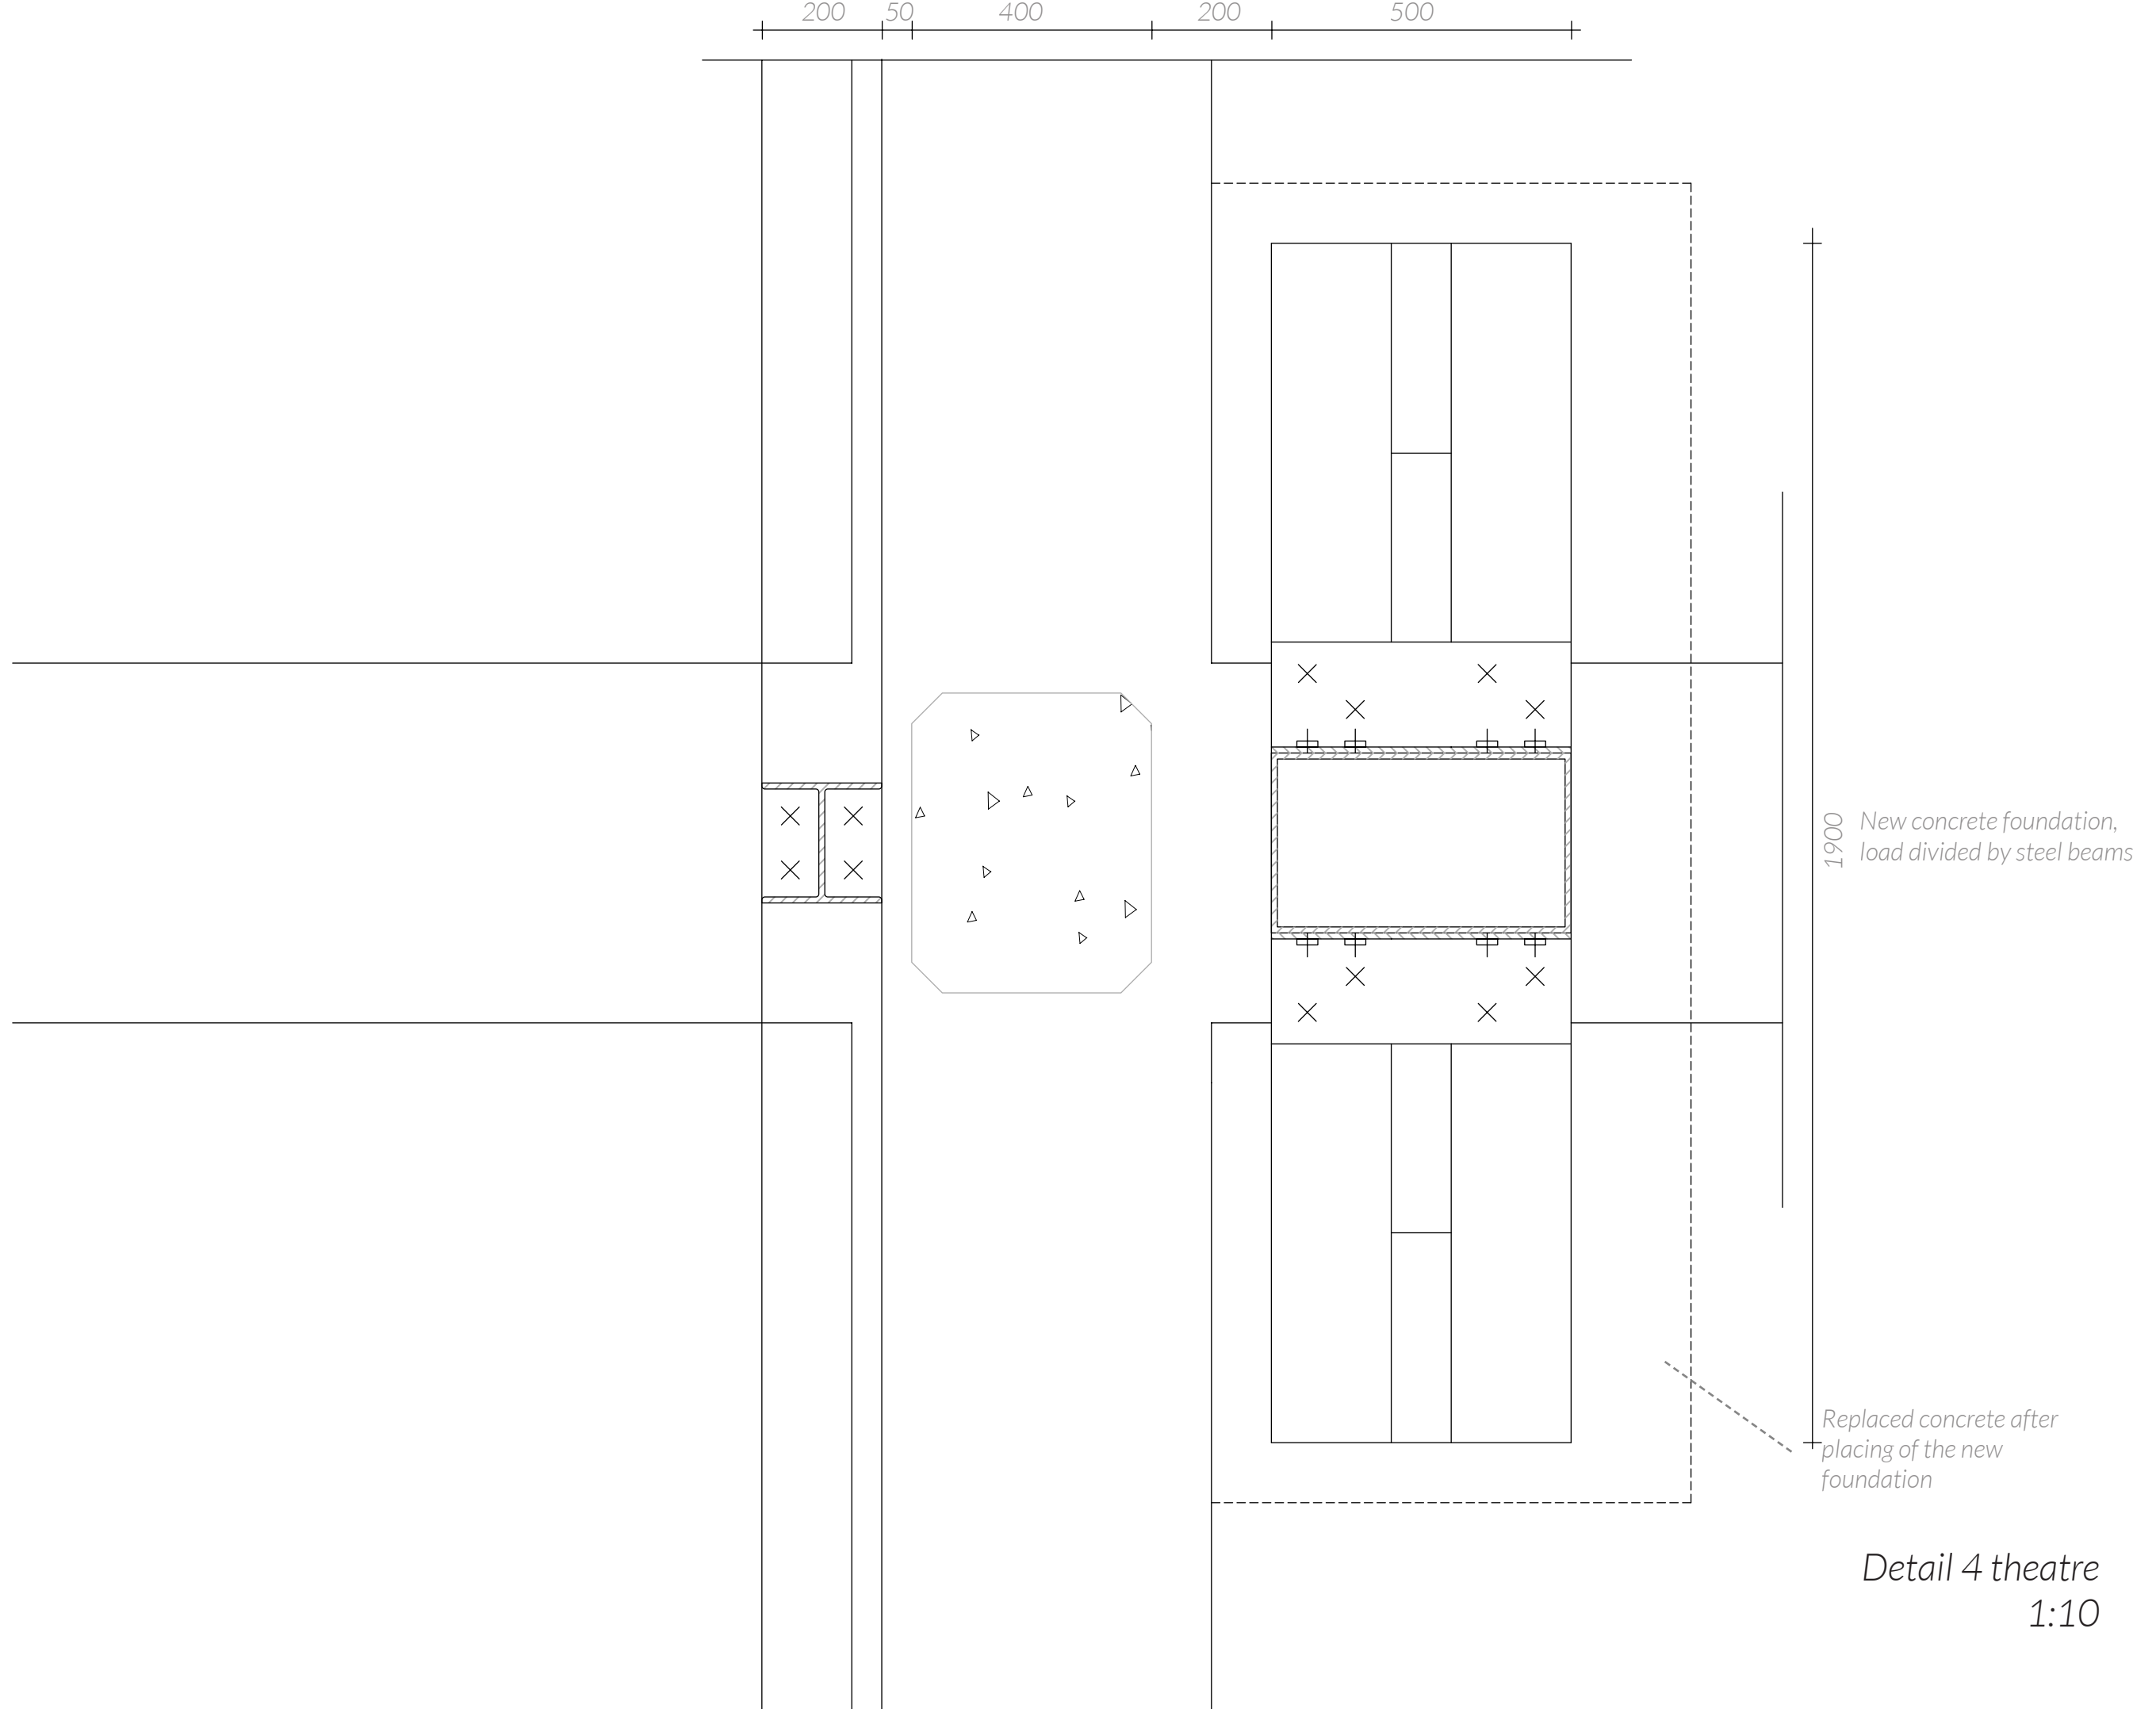 200
50
400
200
500
1900
New concrete foundation,
load divided by steel beams
Replaced concrete after
placing of the new
foundation
Detail 4 theatre
1:10